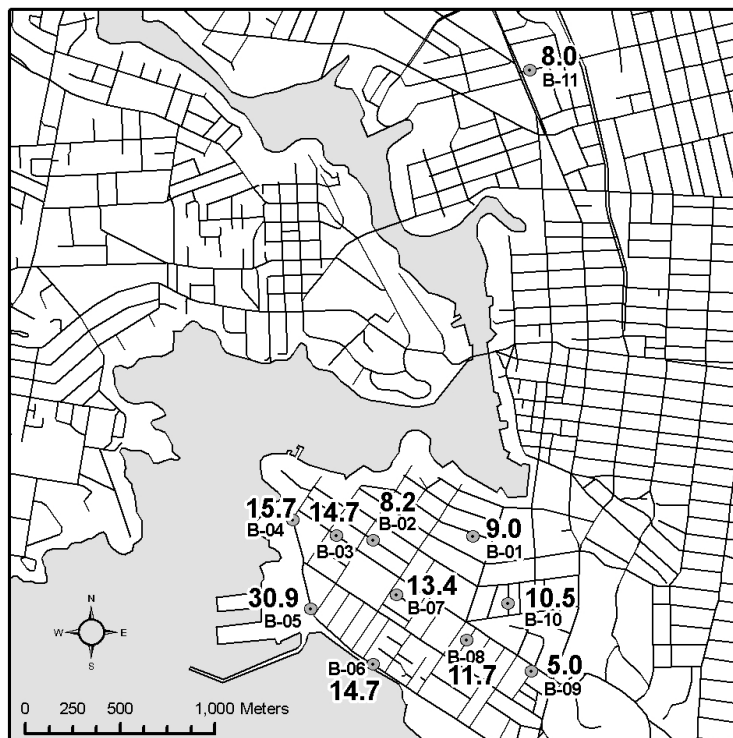 8.0
B-11
8.2
B-02
15.7
B-04
14.7
B-03
9.0
B-01
13.4
B-07
30.9
B-05
10.5
B-10
B-06
14.7
B-08
11.7
5.0
B-09
N
W E
S
0 250 500 1,000 Meters